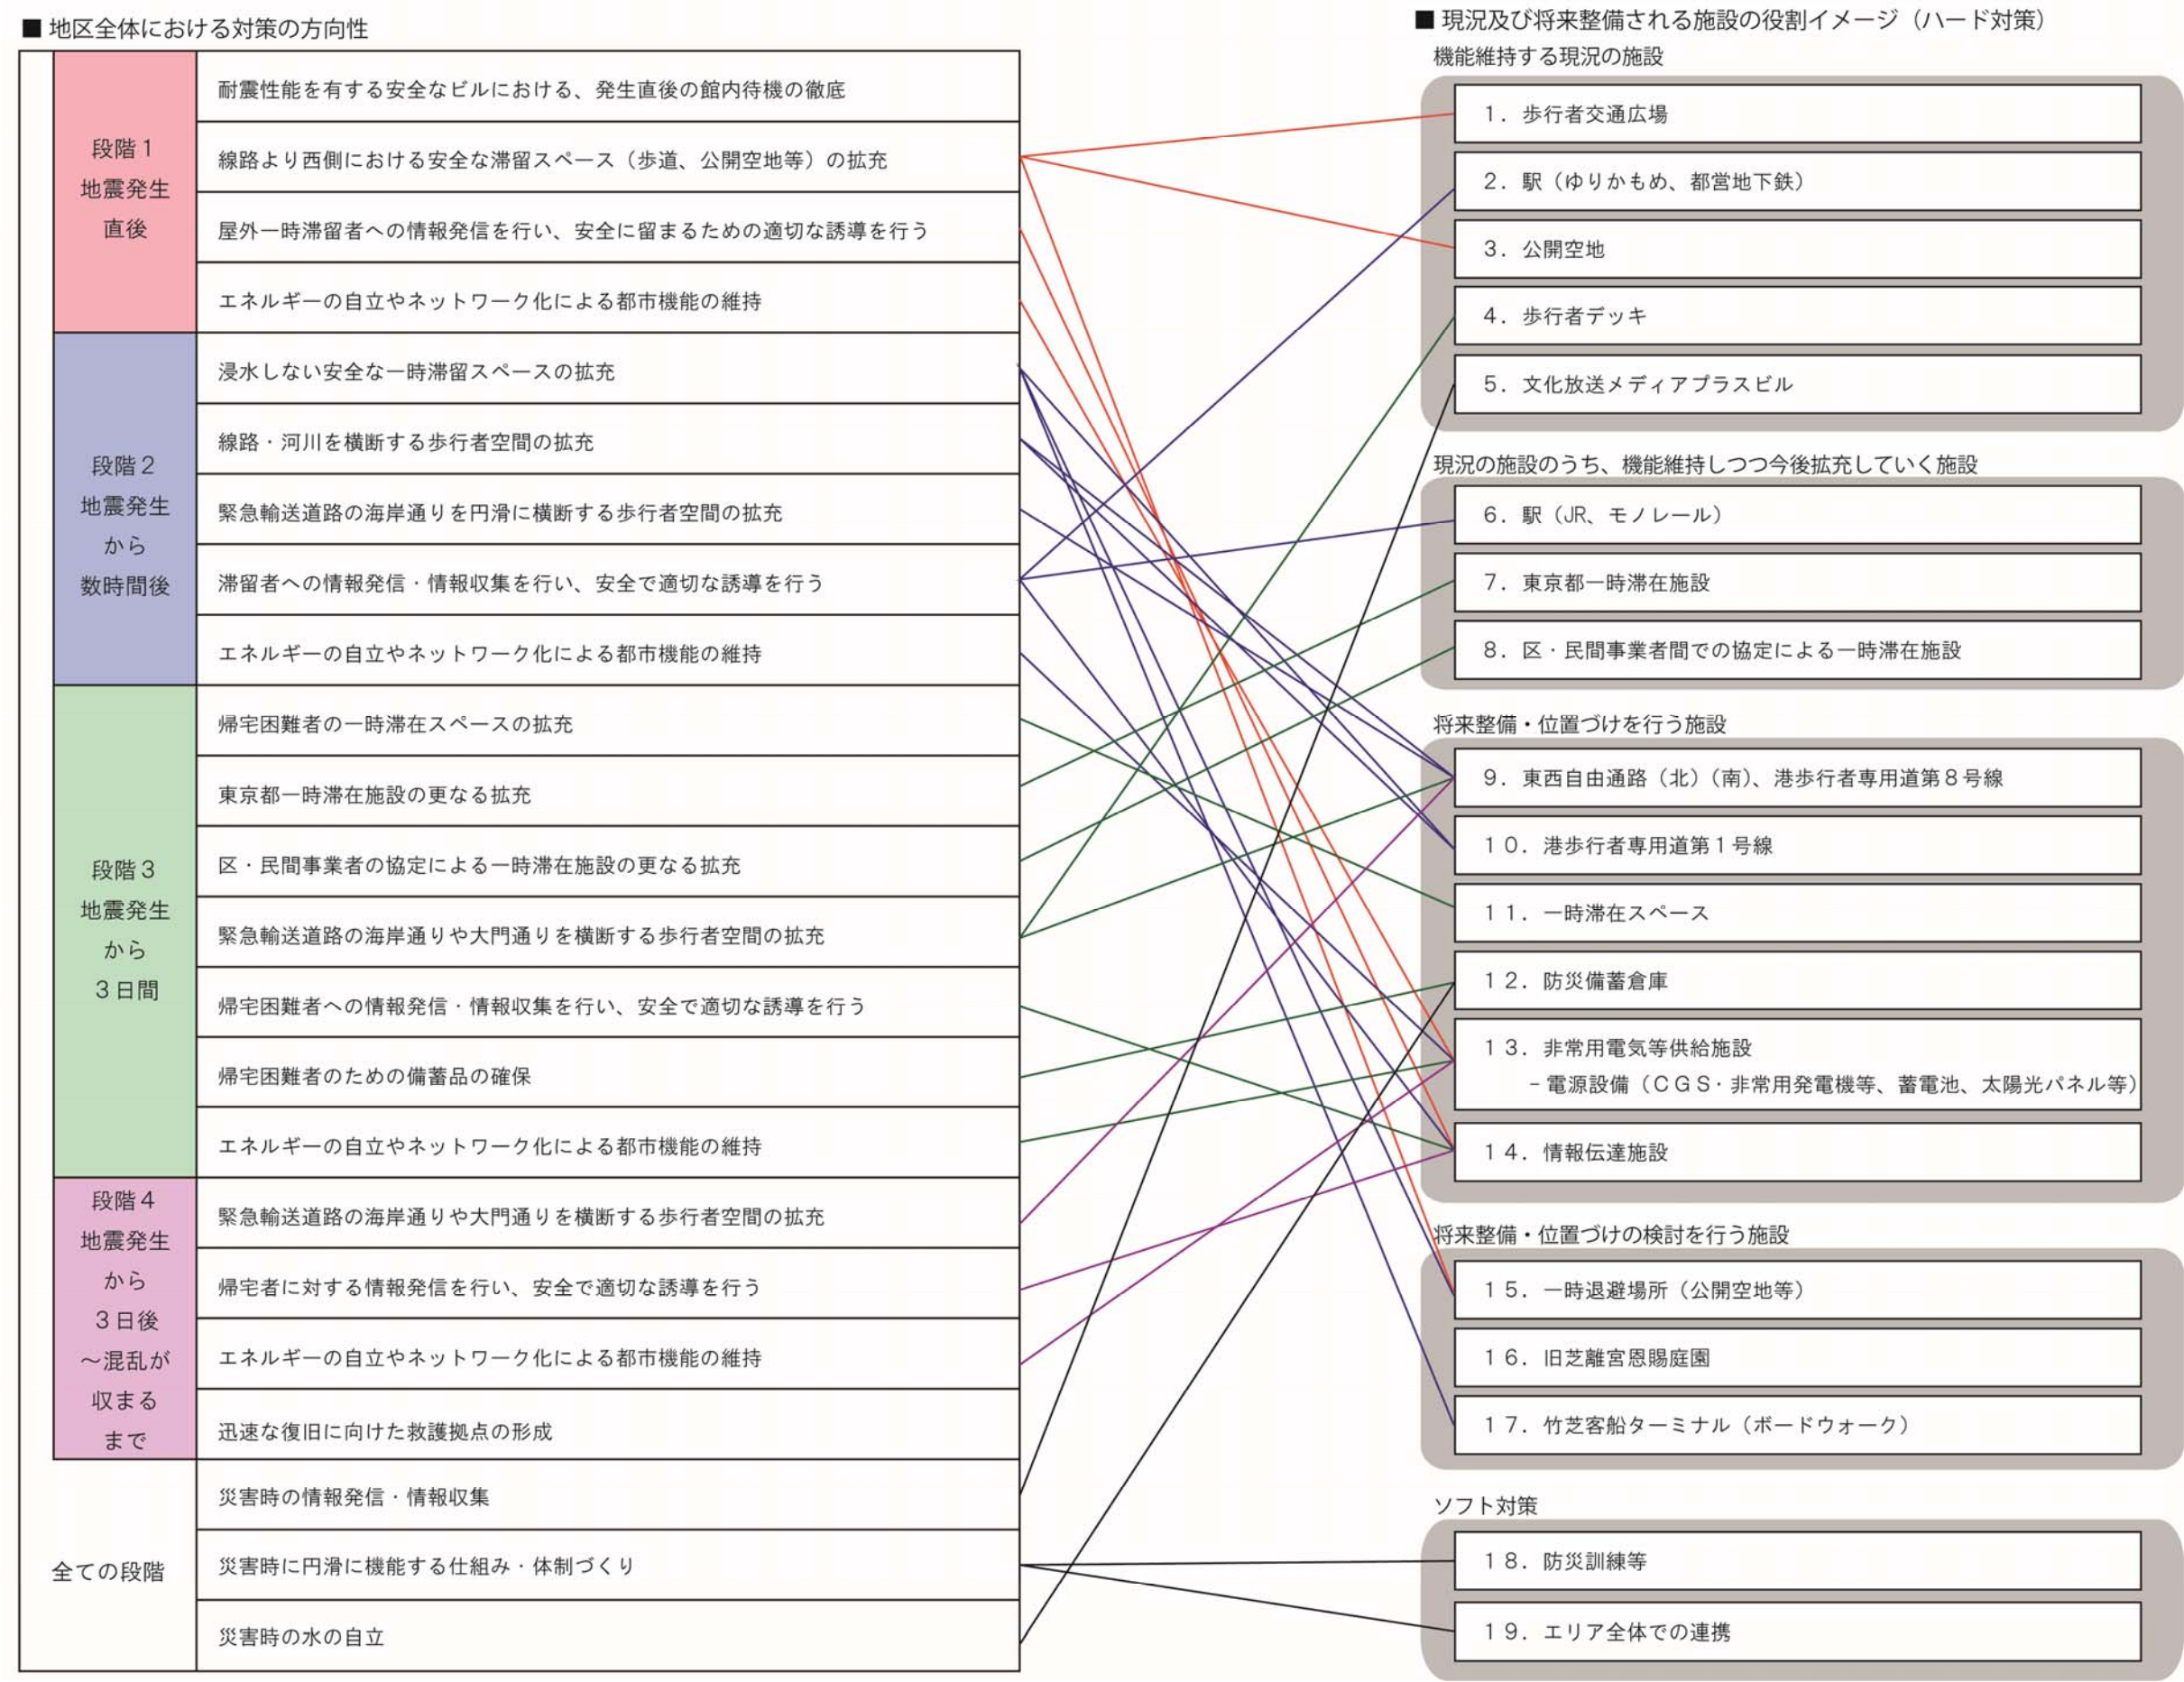 ■ 地区全体における対策の方向性
段階１
地震発生
直後
耐震性能を有する安全なビルにおける、発生直後の館内待機の徹底
線路より西側における安全な滞留スペース（歩道、公開空地等）の拡充
屋外一時滞留者への情報発信を行い、安全に留まるための適切な誘導を行う
エネルギーの自立やネットワーク化による都市機能の維持
段階２
地震発生
から
数時間後
浸水しない安全な一時滞留スペースの拡充
線路・河川を横断する歩行者空間の拡充
緊急輸送道路の海岸通りを円滑に横断する歩行者空間の拡充
滞留者への情報発信・情報収集を行い、安全で適切な誘導を行う
エネルギーの自立やネットワーク化による都市機能の維持
段階３
地震発生
から
３日間
帰宅困難者の一時滞在スペースの拡充
東京都一時滞在施設の更なる拡充
区・民間事業者の協定による一時滞在施設の更なる拡充
緊急輸送道路の海岸通りや大門通りを横断する歩行者空間の拡充
帰宅困難者への情報発信・情報収集を行い、安全で適切な誘導を行う
帰宅困難者のための備蓄品の確保
エネルギーの自立やネットワーク化による都市機能の維持
段階４
地震発生
から
３日後
～混乱が
収まる
まで
緊急輸送道路の海岸通りや大門通りを横断する歩行者空間の拡充
帰宅者に対する情報発信を行い、安全で適切な誘導を行う
エネルギーの自立やネットワーク化による都市機能の維持
迅速な復旧に向けた救護拠点の形成
全ての段階
災害時の情報発信・情報収集
災害時に円滑に機能する仕組み・体制づくり
災害時の水の自立
■ 現況及び将来整備される施設の役割イメージ（ハード対策）
機能維持する現況の施設
１．歩行者交通広場
２．駅（ゆりかもめ、都営地下鉄）
３．公開空地
４．歩行者デッキ
５．文化放送メディアプラスビル
現況の施設のうち、機能維持しつつ今後拡充していく施設
６．駅（JR、モノレール）
７．東京都一時滞在施設
８．区・民間事業者間での協定による一時滞在施設
将来整備・位置づけを行う施設
９．東西自由通路（北）（南）、港歩行者専用道第８号線
１０．港歩行者専用道第１号線
１１．一時滞在スペース
１２．防災備蓄倉庫
１３．非常用電気等供給施設
－電源設備（ＣＧＳ・非常用発電機等、蓄電池、太陽光パネル等）
１４．情報伝達施設
将来整備・位置づけの検討を行う施設
１５．一時退避場所（公開空地等）
１６．旧芝離宮恩賜庭園
１７．竹芝客船ターミナル（ボードウォーク）
ソフト対策
１８．防災訓練等
１９．エリア全体での連携